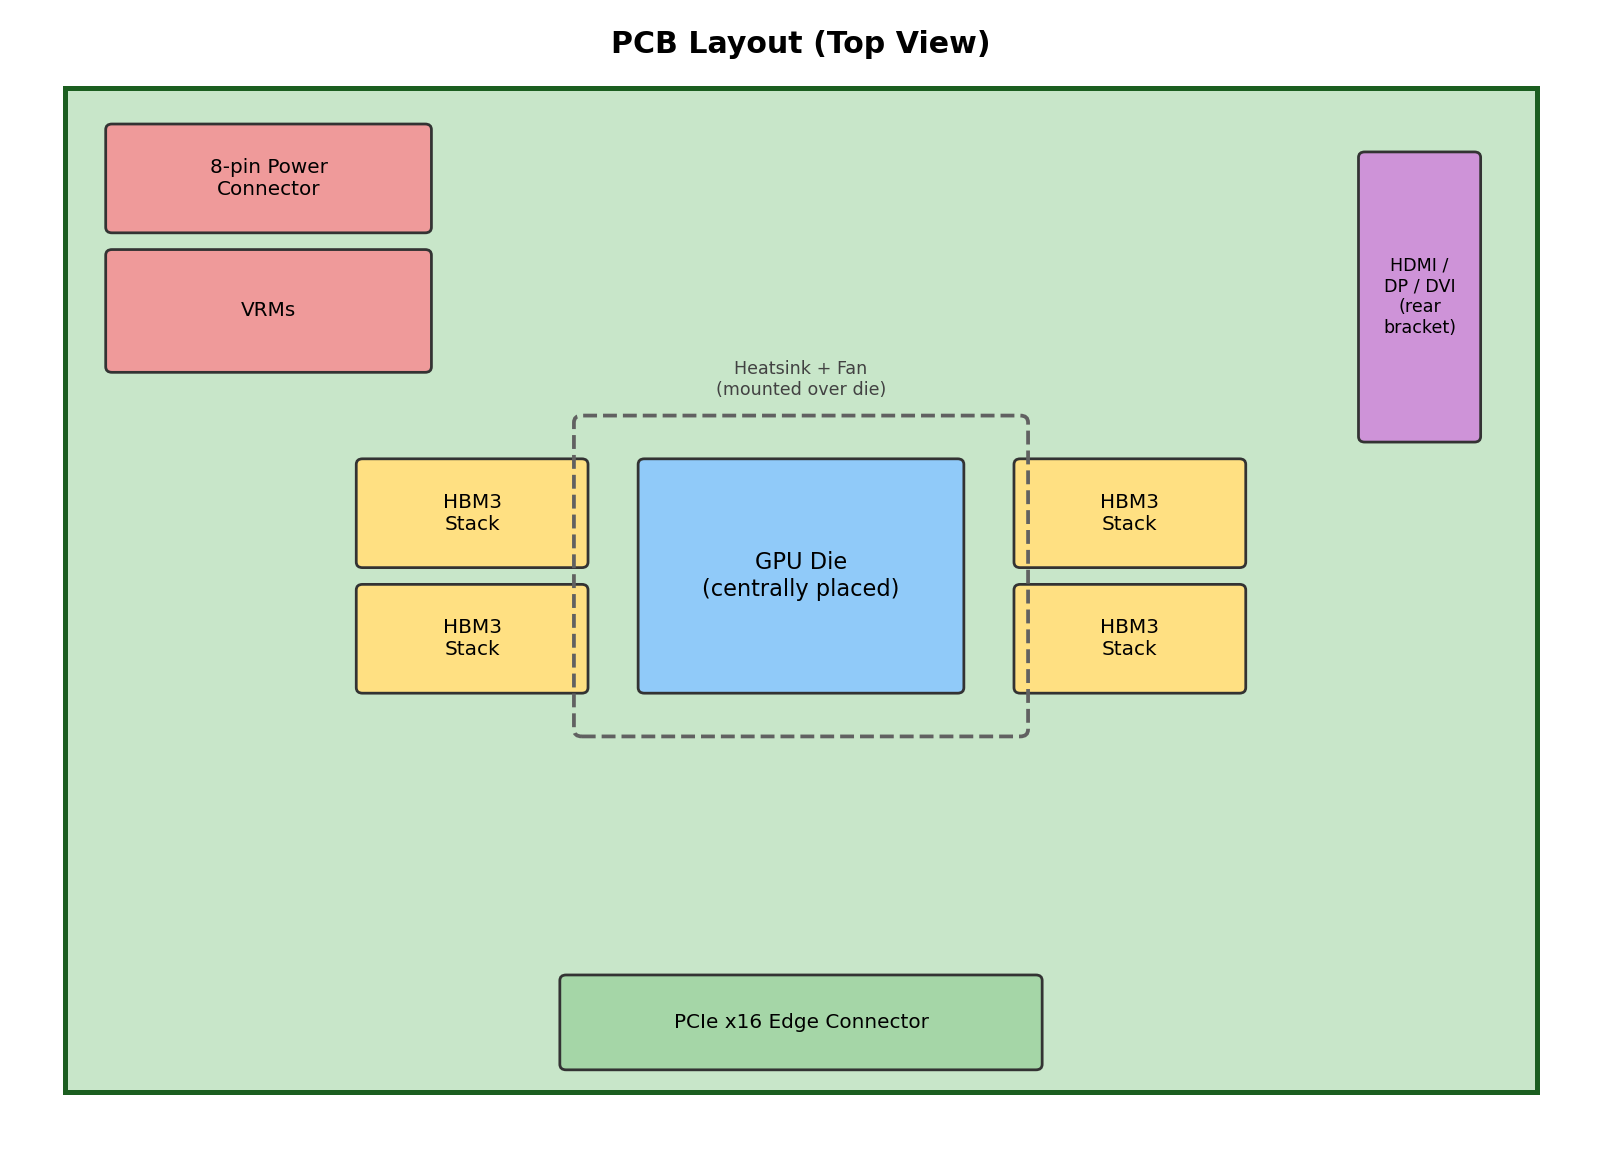 PCB Layout (Top View)
8-pin Power
Connector
VRMs
HDMI /
DP / DVI
(rear
bracket)
Heatsink + Fan
(mounted over die)
HBM3
Stack
HBM3
Stack
GPU Die
(centrally placed)
HBM3
Stack
HBM3
Stack
PCIe x16 Edge Connector